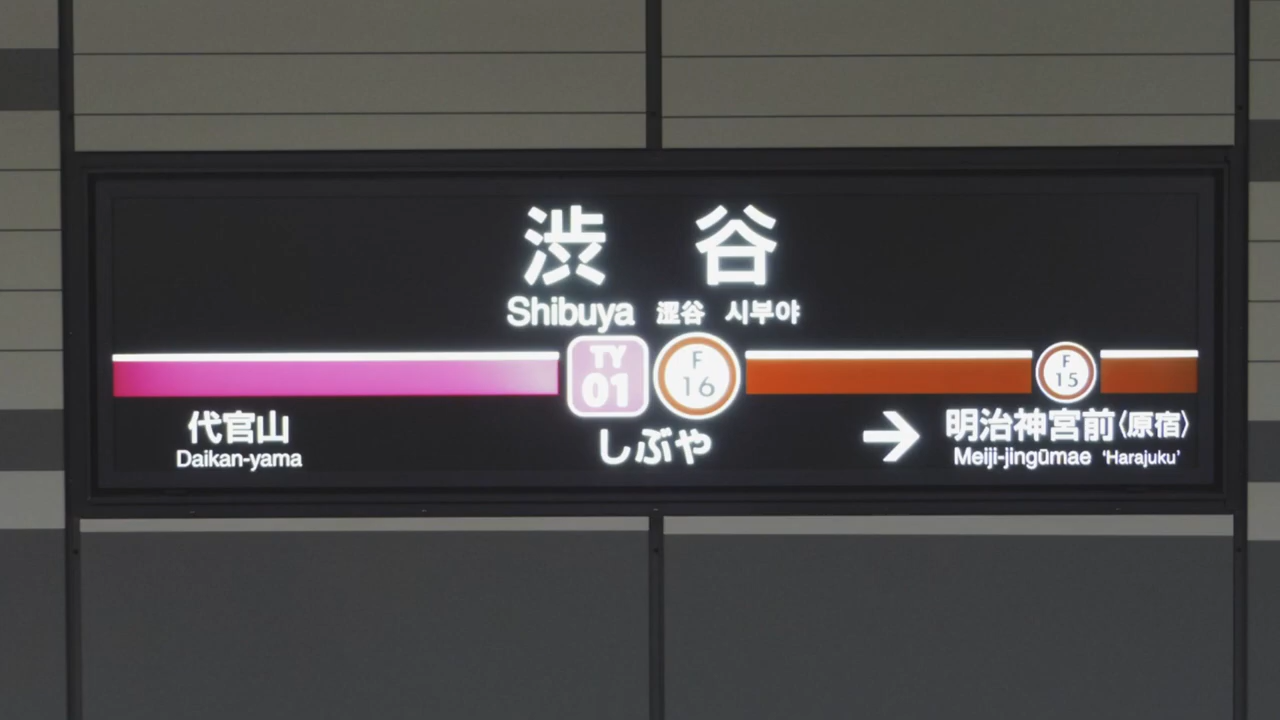 渋谷
Shibuya 涩谷 시부야
TY
01
F
16
F
15
しぶや
代官山
Daikan-yama
→ 明治神宮前〈原宿〉
Meiji-jingūmae ‘Harajuku’